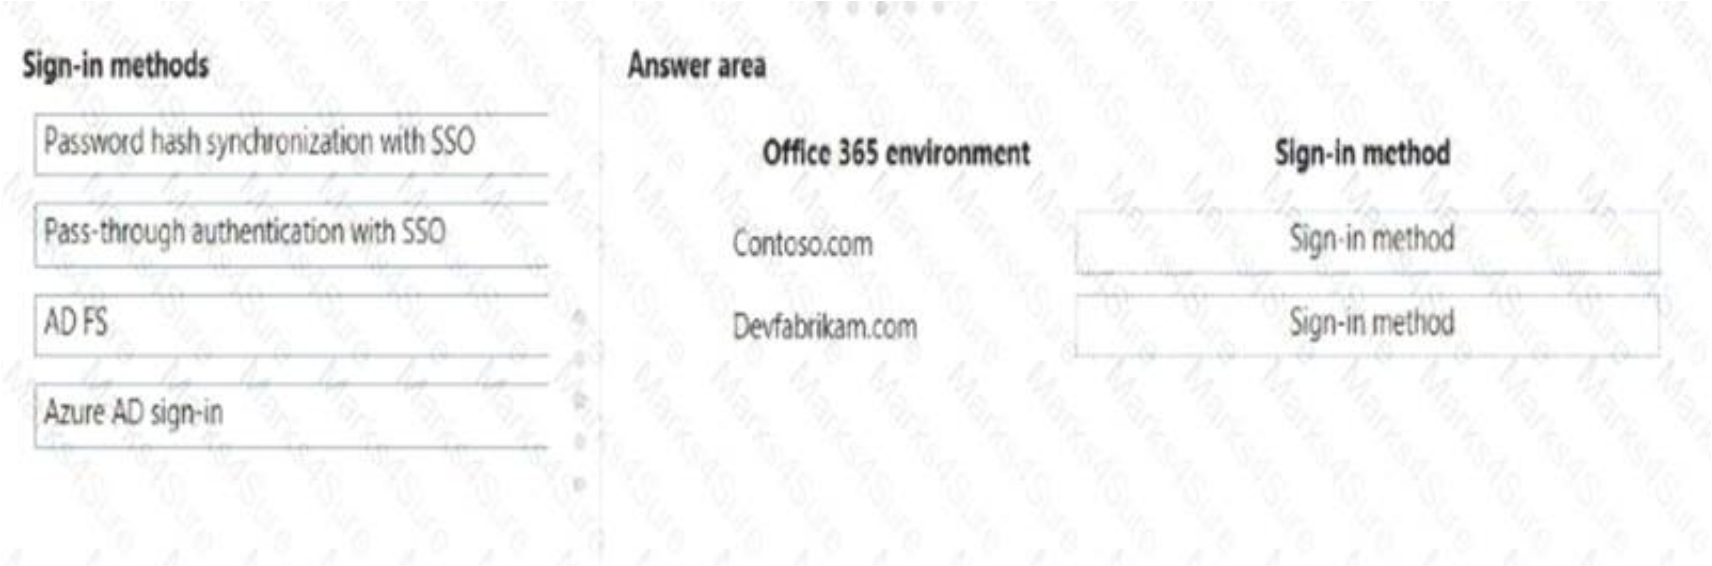 Sign-in methods
Password hash synchronization with SSO
Pass-through authentication with SSO
AD FS
Azure AD sign-in
Answer area
Office 365 environment Sign-in method
Contoso.com Sign-in method
Devfabrikam.com Sign-in method
Marks4Sure